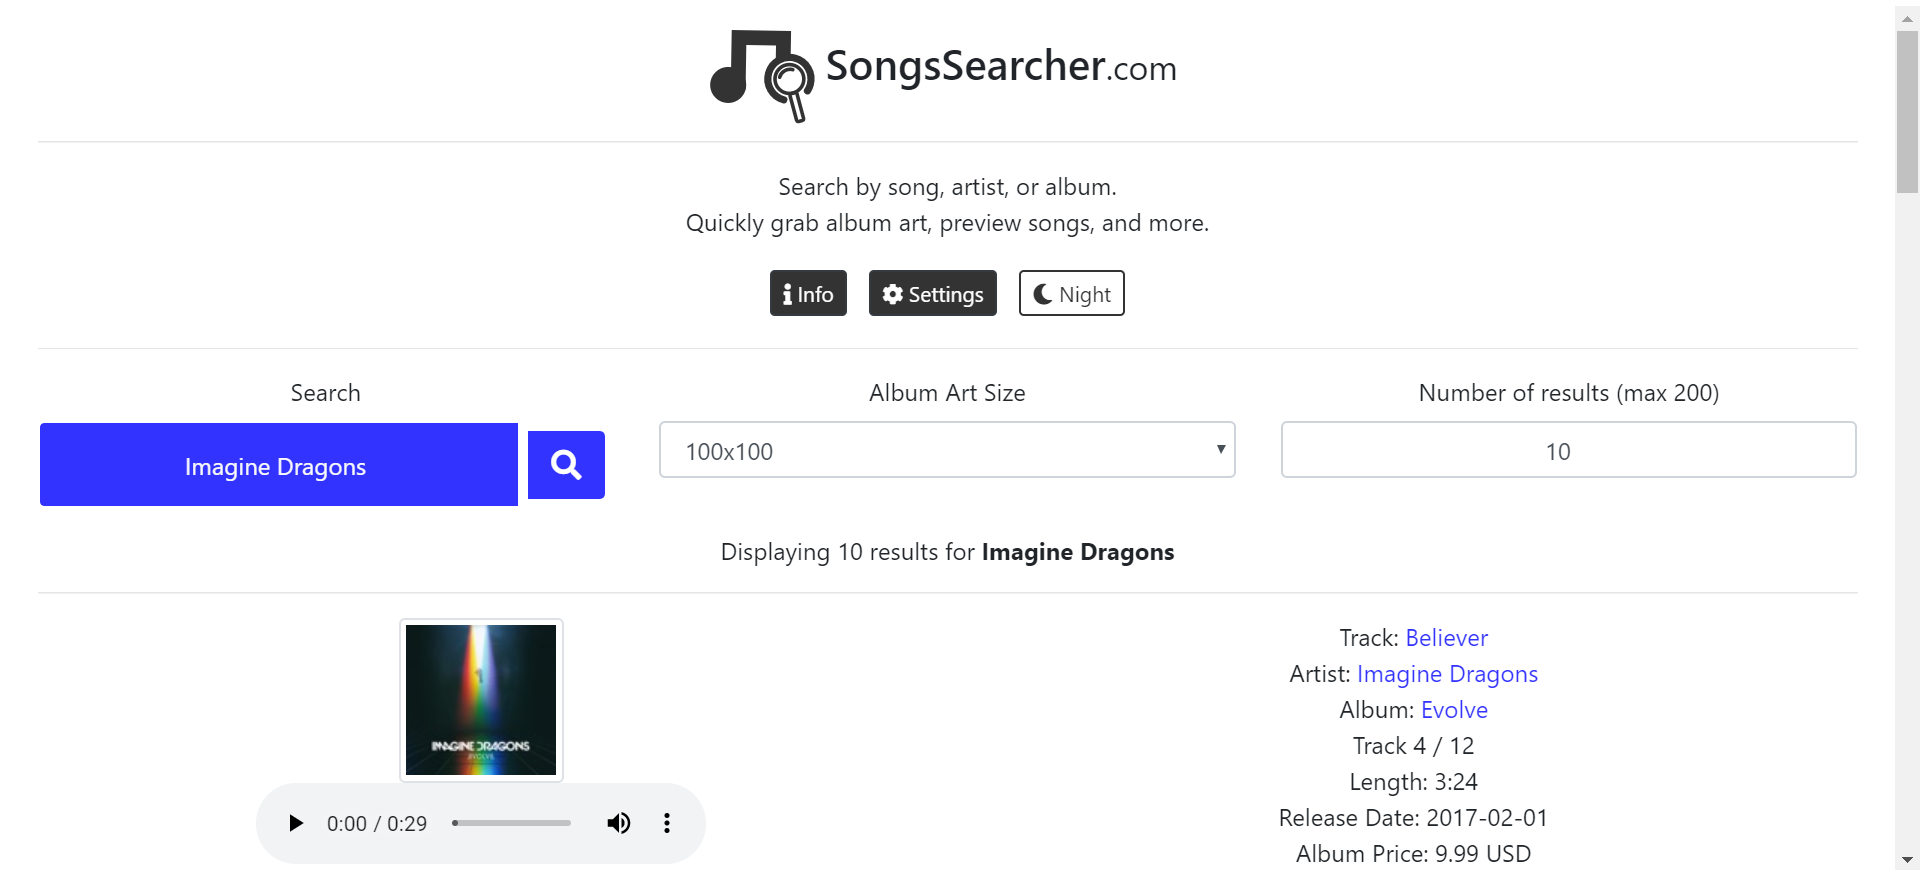 SongsSearcher.com
Search by song, artist, or album.
Quickly grab album art, preview songs, and more.
Info
Settings
Night
Search
Album Art Size
Number of results (max 200)
Imagine Dragons
100x100
10
Displaying 10 results for Imagine Dragons
IMAGINE DRAGONS
EVOLVE
0:00 / 0:29
Track: Believer
Artist: Imagine Dragons
Album: Evolve
Track 4 / 12
Length: 3:24
Release Date: 2017-02-01
Album Price: 9.99 USD